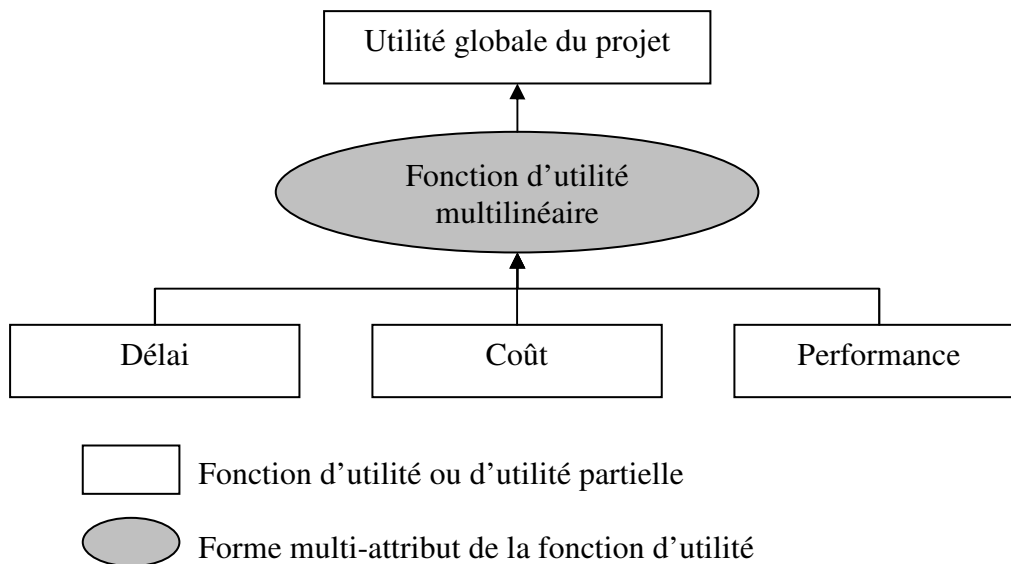 Utilité globale du projet
Fonction d’utilité
multilinéaire
Délai
Coût
Performance
Fonction d’utilité ou d’utilité partielle
Forme multi-attribut de la fonction d’utilité